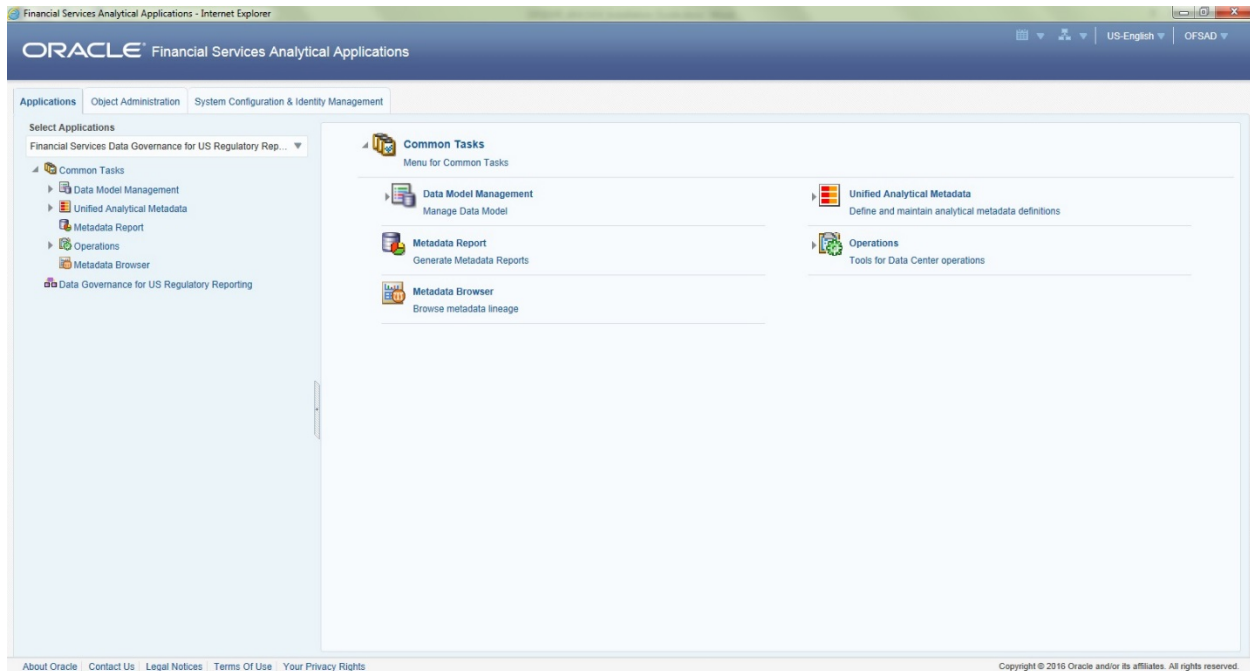 Financial Services Analytical Applications - Internet Explorer
ORACLE® Financial Services Analytical Applications
US-English
OFSAD
Applications
Object Administration
System Configuration & Identity Management
Select Applications
Financial Services Data Governance for US Regulatory Rep...
Common Tasks
Data Model Management
Unified Analytical Metadata
Metadata Report
Operations
Metadata Browser
Data Governance for US Regulatory Reporting
Common Tasks
Menu for Common Tasks
Data Model Management
Manage Data Model
Unified Analytical Metadata
Define and maintain analytical metadata definitions
Metadata Report
Generate Metadata Reports
Operations
Tools for Data Center operations
Metadata Browser
Browse metadata lineage
About Oracle Contact Us Legal Notices Terms Of Use Your Privacy Rights
Copyright © 2016 Oracle and/or its affiliates. All rights reserved.